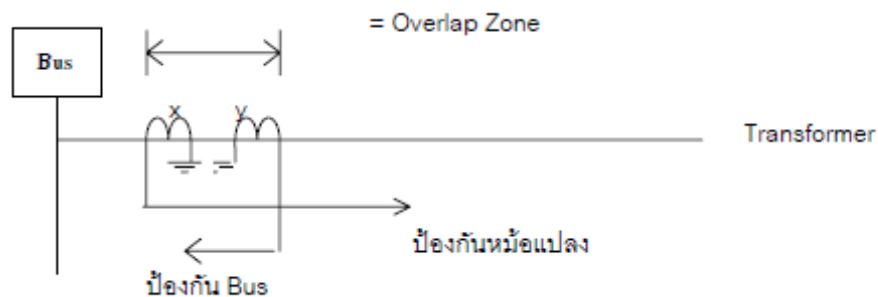 = Overlap Zone
Bus
x
y
Transformer
ป้องกันหม้อแปลง
ป้องกัน Bus